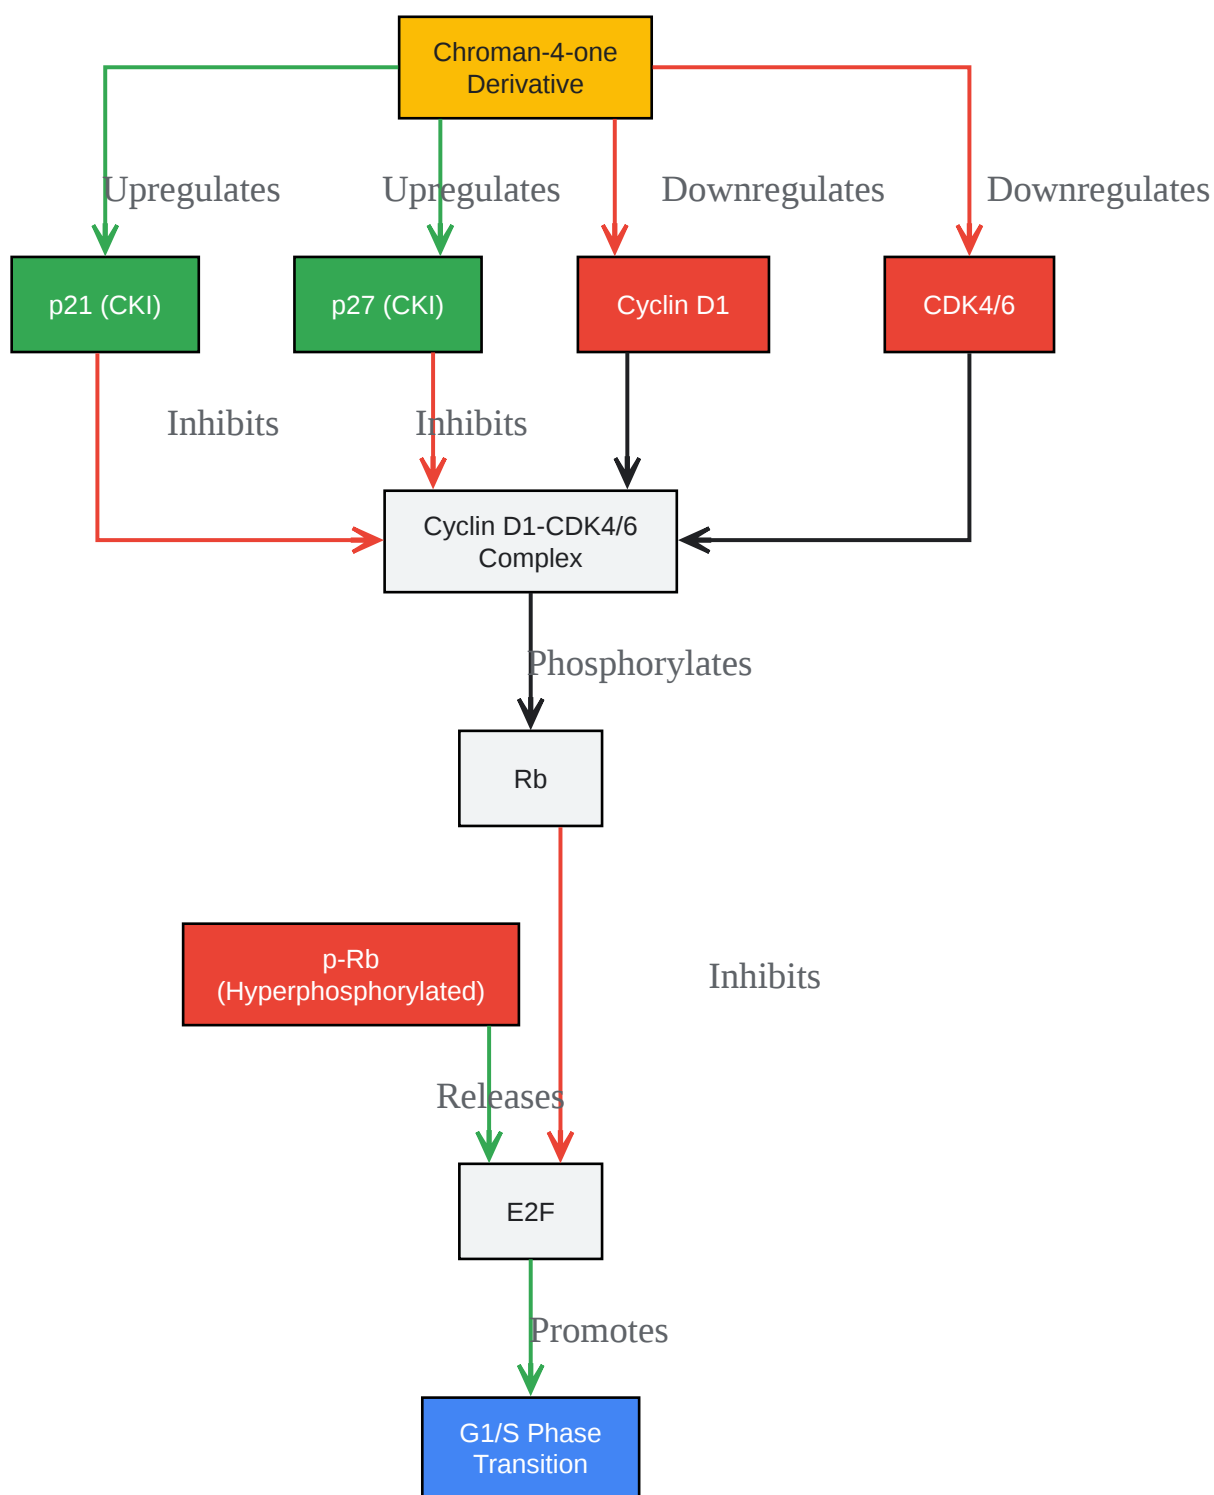 Chroman-4-one
Derivative
Upregulates
Upregulates
Downregulates
Downregulates
p21 (CKI)
p27 (CKI)
Cyclin D1
CDK4/6
Inhibits
Inhibits
Cyclin D1-CDK4/6
Complex
Phosphorylates
Rb
p-Rb
(Hyperphosphorylated)
Inhibits
Releases
E2F
Promotes
G1/S Phase
Transition